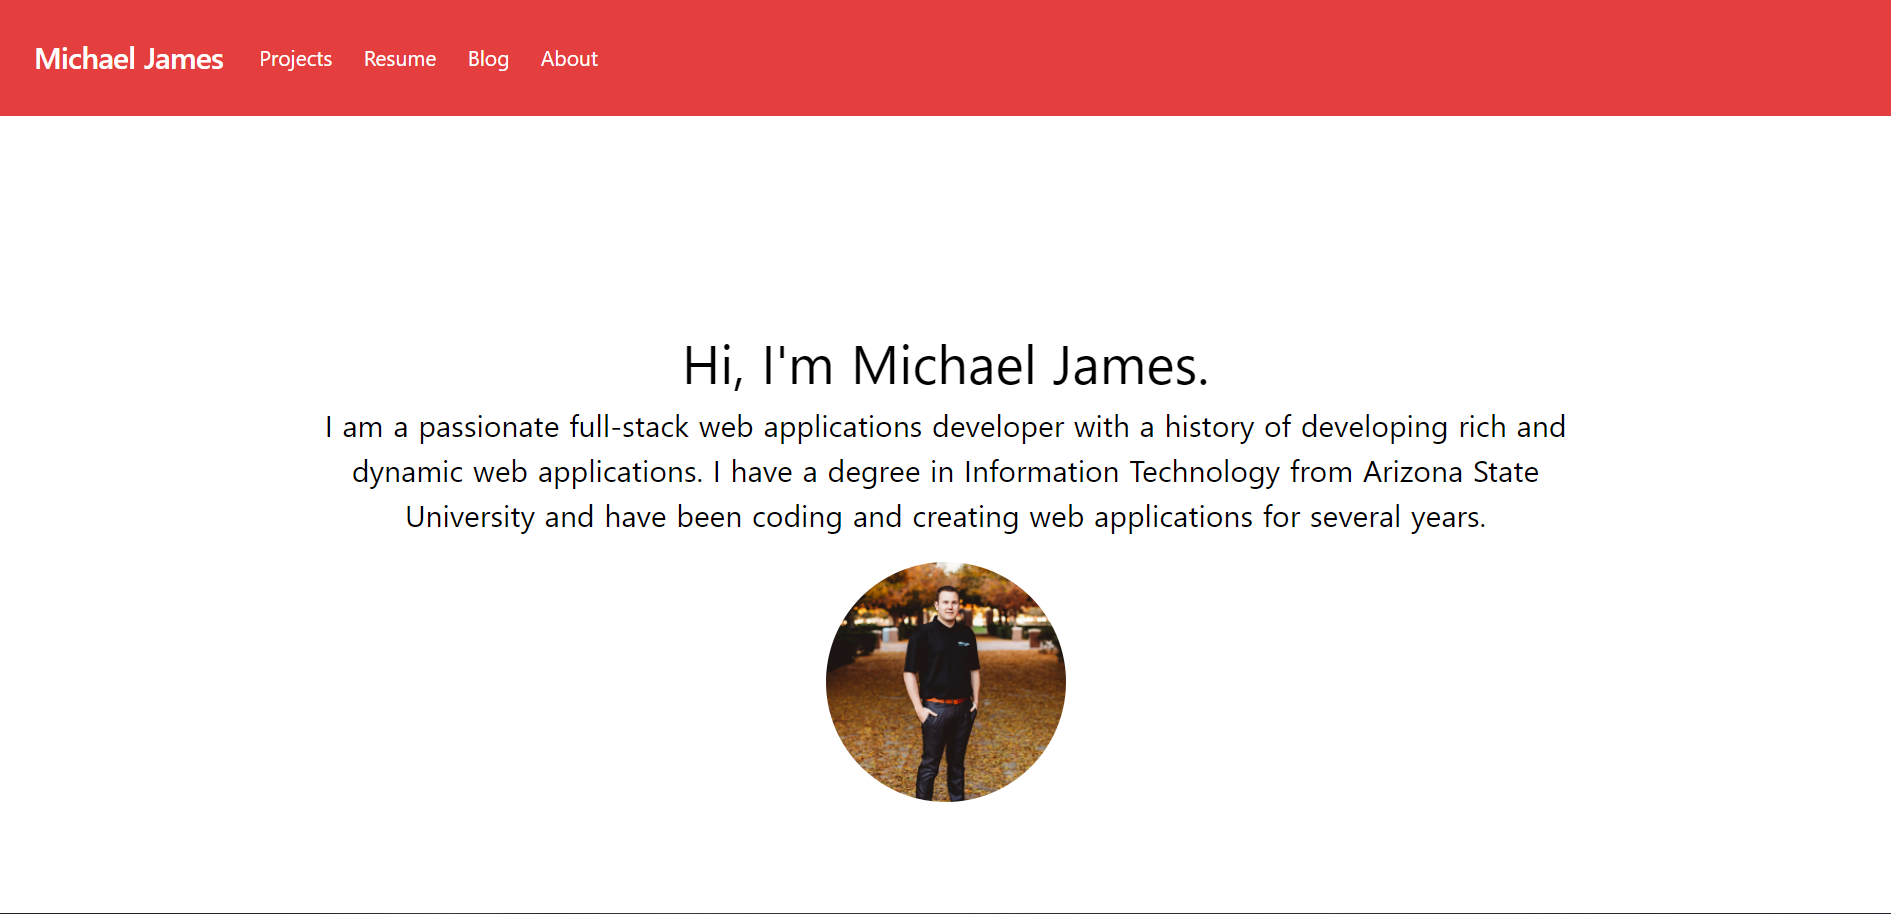 Michael James Projects Resume Blog About
Hi, I'm Michael James.
I am a passionate full-stack web applications developer with a history of developing rich and
dynamic web applications. I have a degree in Information Technology from Arizona State
University and have been coding and creating web applications for several years.